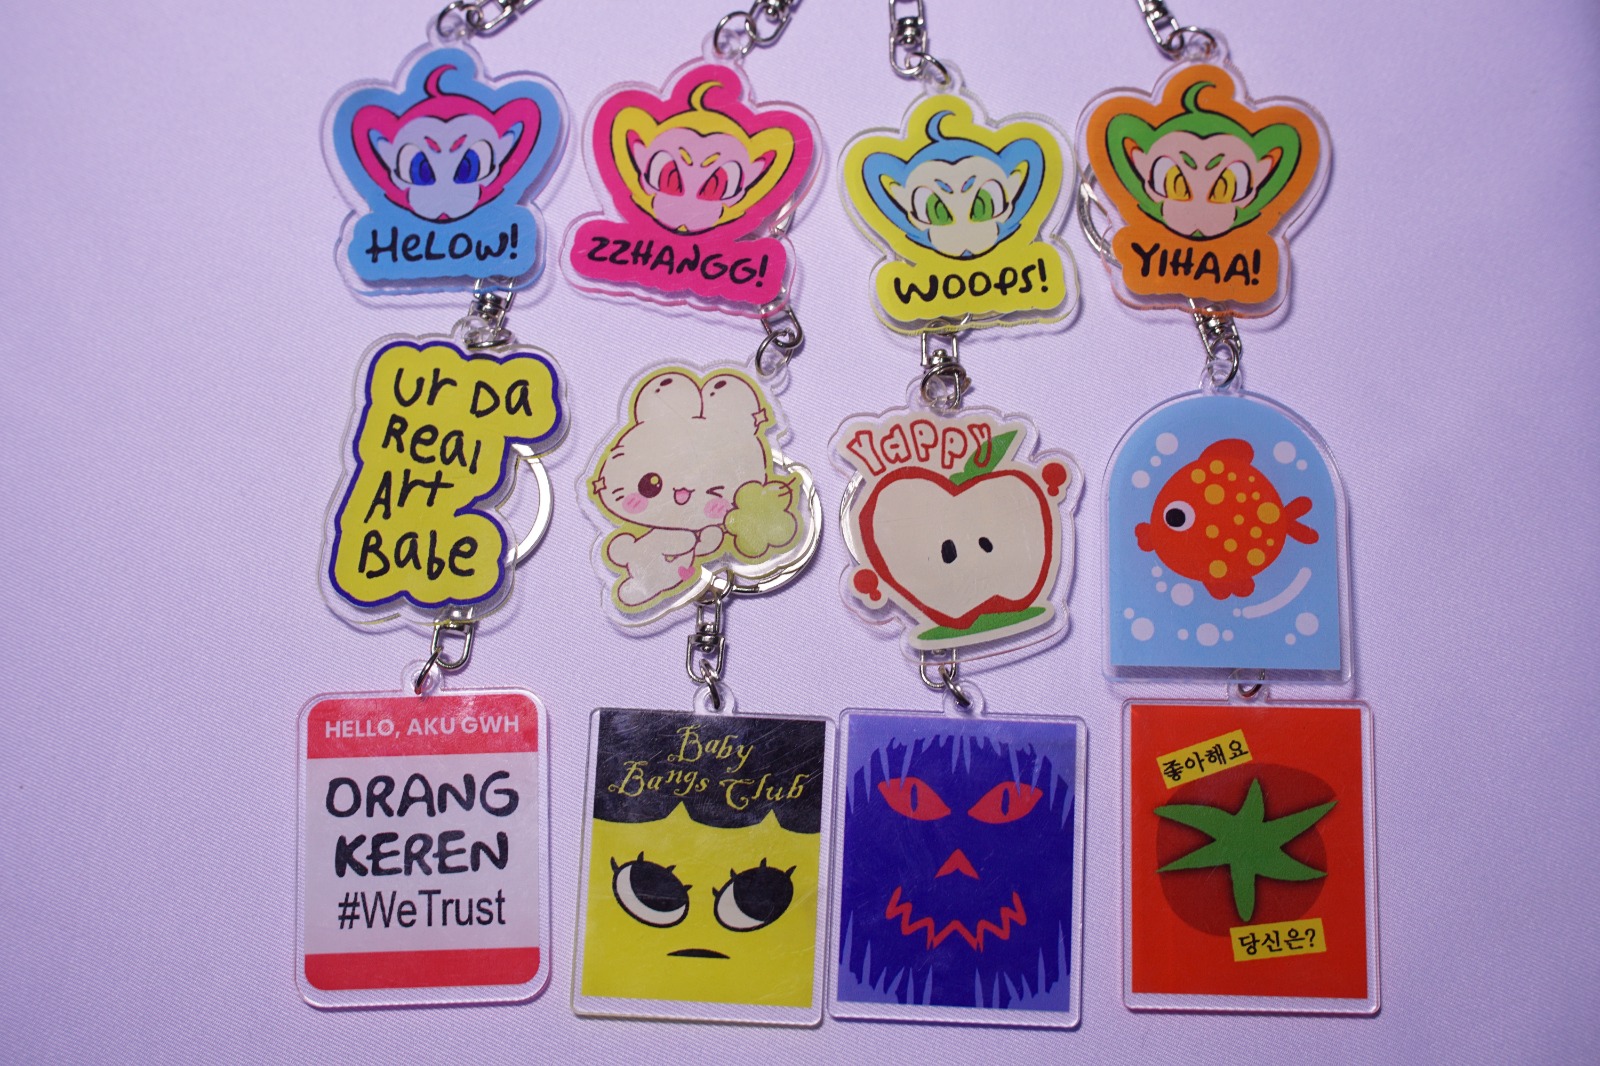 HeLOW!
ZZHANGG!
WOOPS!
YIHAA!
Ur Da
Real
Art
Babe
YAPPY
HELLO, AKU GWH
ORANG
KEREN
#WeTrust
Baby
Bangs Club
좋아해요
당신은?